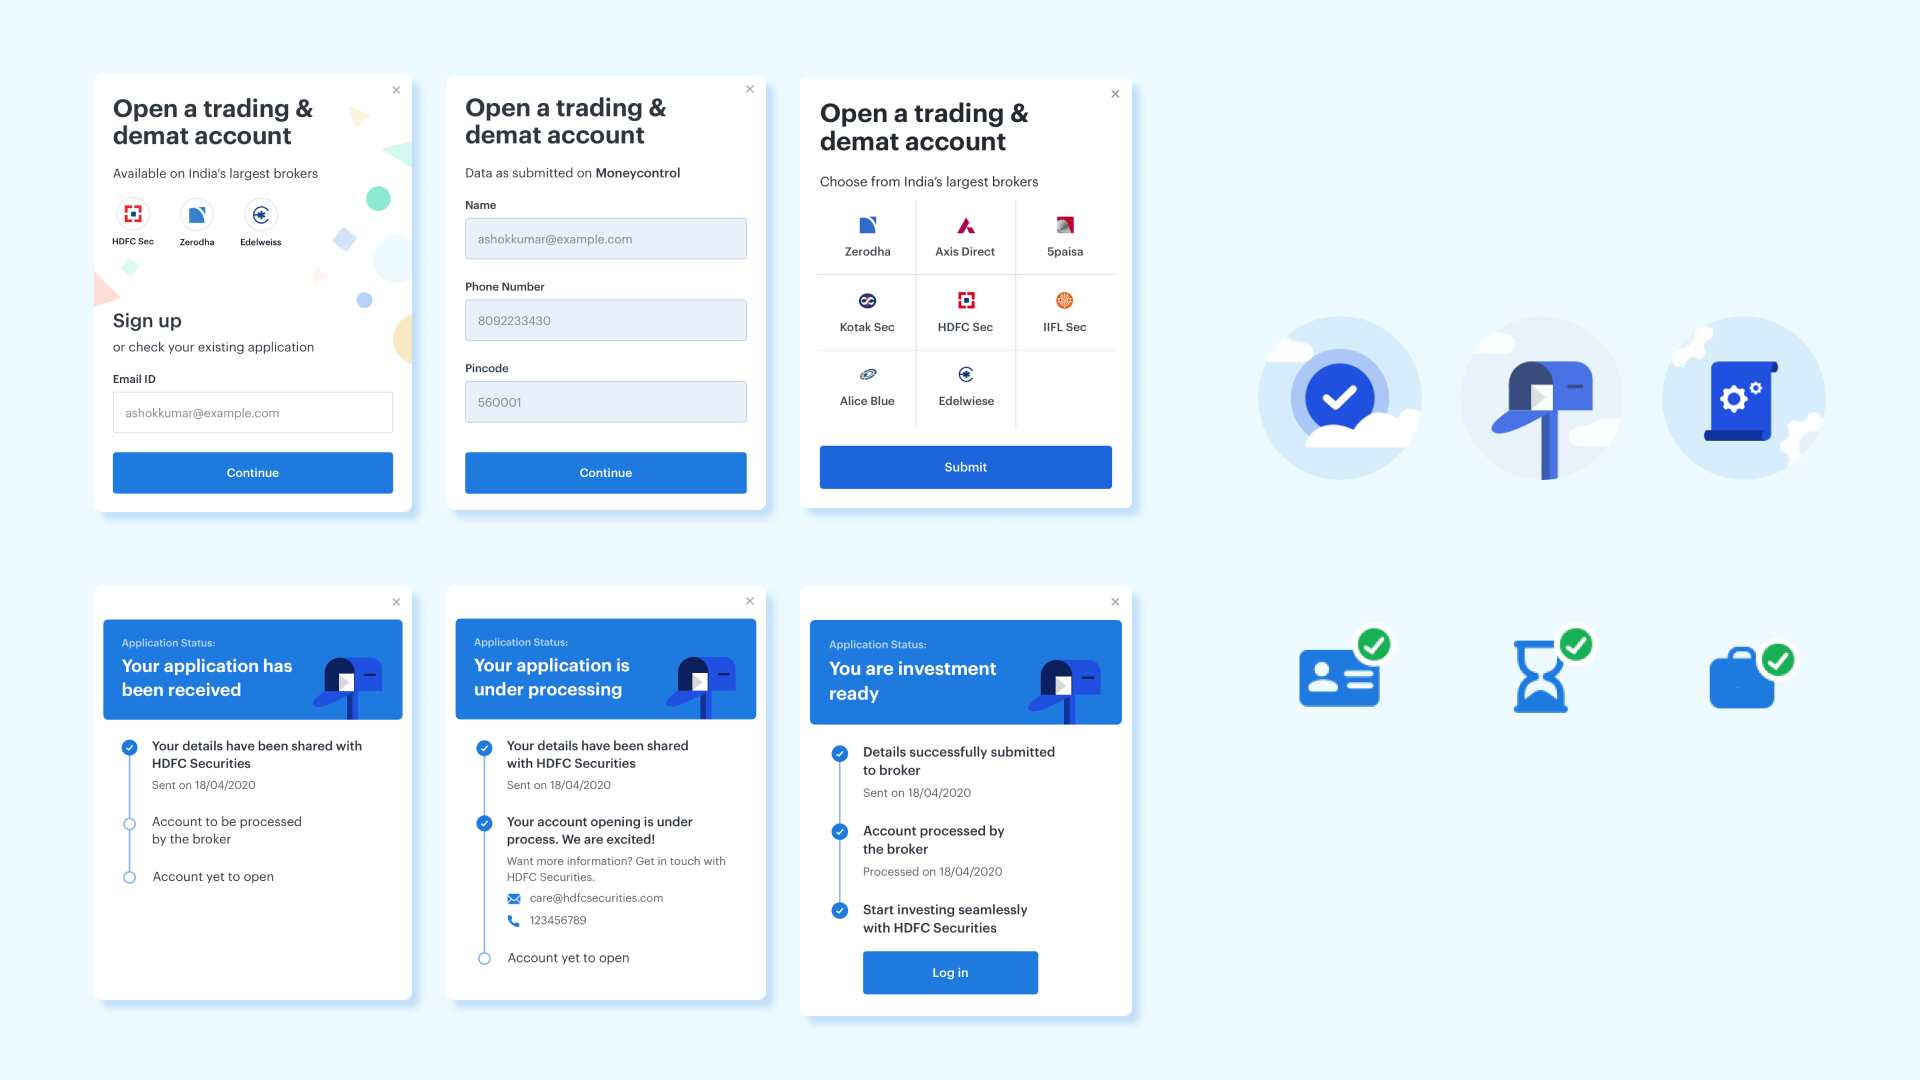 Open a trading &
demat account
Available on India's largest brokers
HDFC Sec
Zerodha
Edelweiss
Sign up
or check your existing application
Email ID
ashokkumar@example.com
Continue
Open a trading &
demat account
Data as submitted on Moneycontrol
Name
ashokkumar@example.com
Phone Number
8092233430
Pincode
560001
Continue
Open a trading &
demat account
Choose from India's largest brokers
Zerodha
Axis Direct
5paisa
Kotak Sec
HDFC Sec
IIFL Sec
Alice Blue
Edelwiese
Submit
Application Status:
Your application has
been received
Your details have been shared with
HDFC Securities
Sent on 18/04/2020
Account to be processed
by the broker
Account yet to open
Application Status:
Your application is
under processing
Your details have been shared
with HDFC Securities
Sent on 18/04/2020
Your account opening is under
process. We are excited!
Want more information? Get in touch with
HDFC Securities.
care@hdfcsecurities.com
123456789
Account yet to open
Application Status:
You are investment
ready
Details successfully submitted
to broker
Sent on 18/04/2020
Account processed by
the broker
Processed on 18/04/2020
Start investing seamlessly
with HDFC Securities
Log in